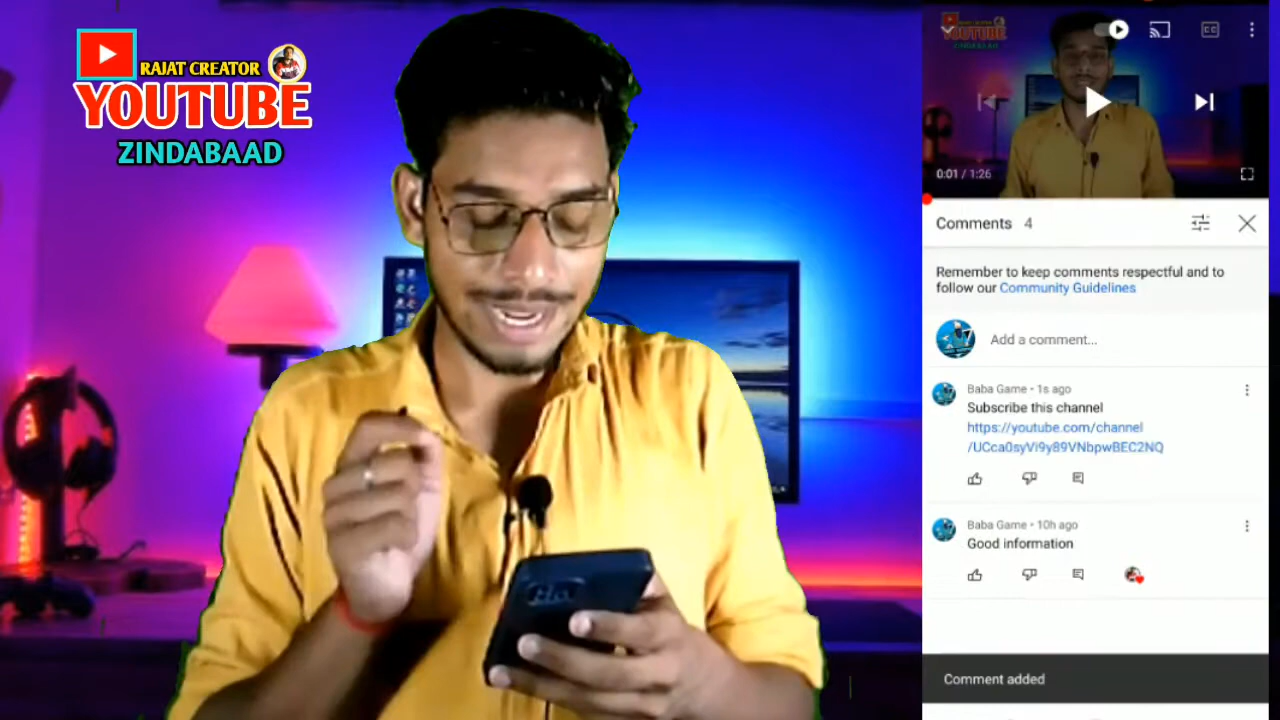 RAJAT CREATOR
YOUTUBE
ZINDABAAD
CC
0:01 / 1:26
Comments 4
Remember to keep comments respectful and to
follow our Community Guidelines
Add a comment...
Baba Game • 1s ago
Subscribe this channel
https://youtube.com/channel
/UCca0syVi9y89VNbpwBEC2NQ
Baba Game • 10h ago
Good information
Comment added